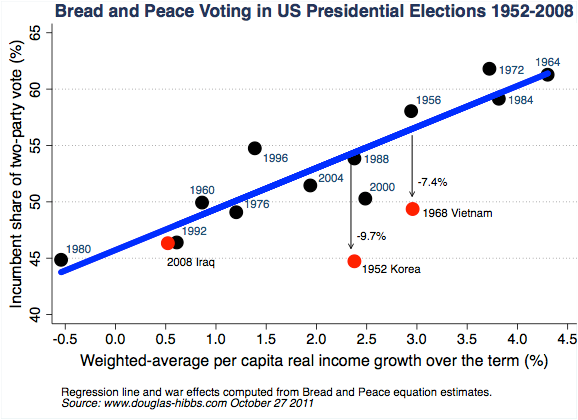 Bread and Peace Voting in US Presidential Elections 1952-2008
Incumbent share of two-party vote (%)
65
60
55
50
45
40
1964
1972
1984
1956
1996
1988
-7.4%
2004
2000
1960
1976
1968 Vietnam
1992
-9.7%
1980
2008 Iraq
1952 Korea
-0.5 0.0 0.5 1.0 1.5 2.0 2.5 3.0 3.5 4.0 4.5
Weighted-average per capita real income growth over the term (%)
Regression line and war effects computed from Bread and Peace equation estimates.
Source: www.douglas-hibbs.com October 27 2011